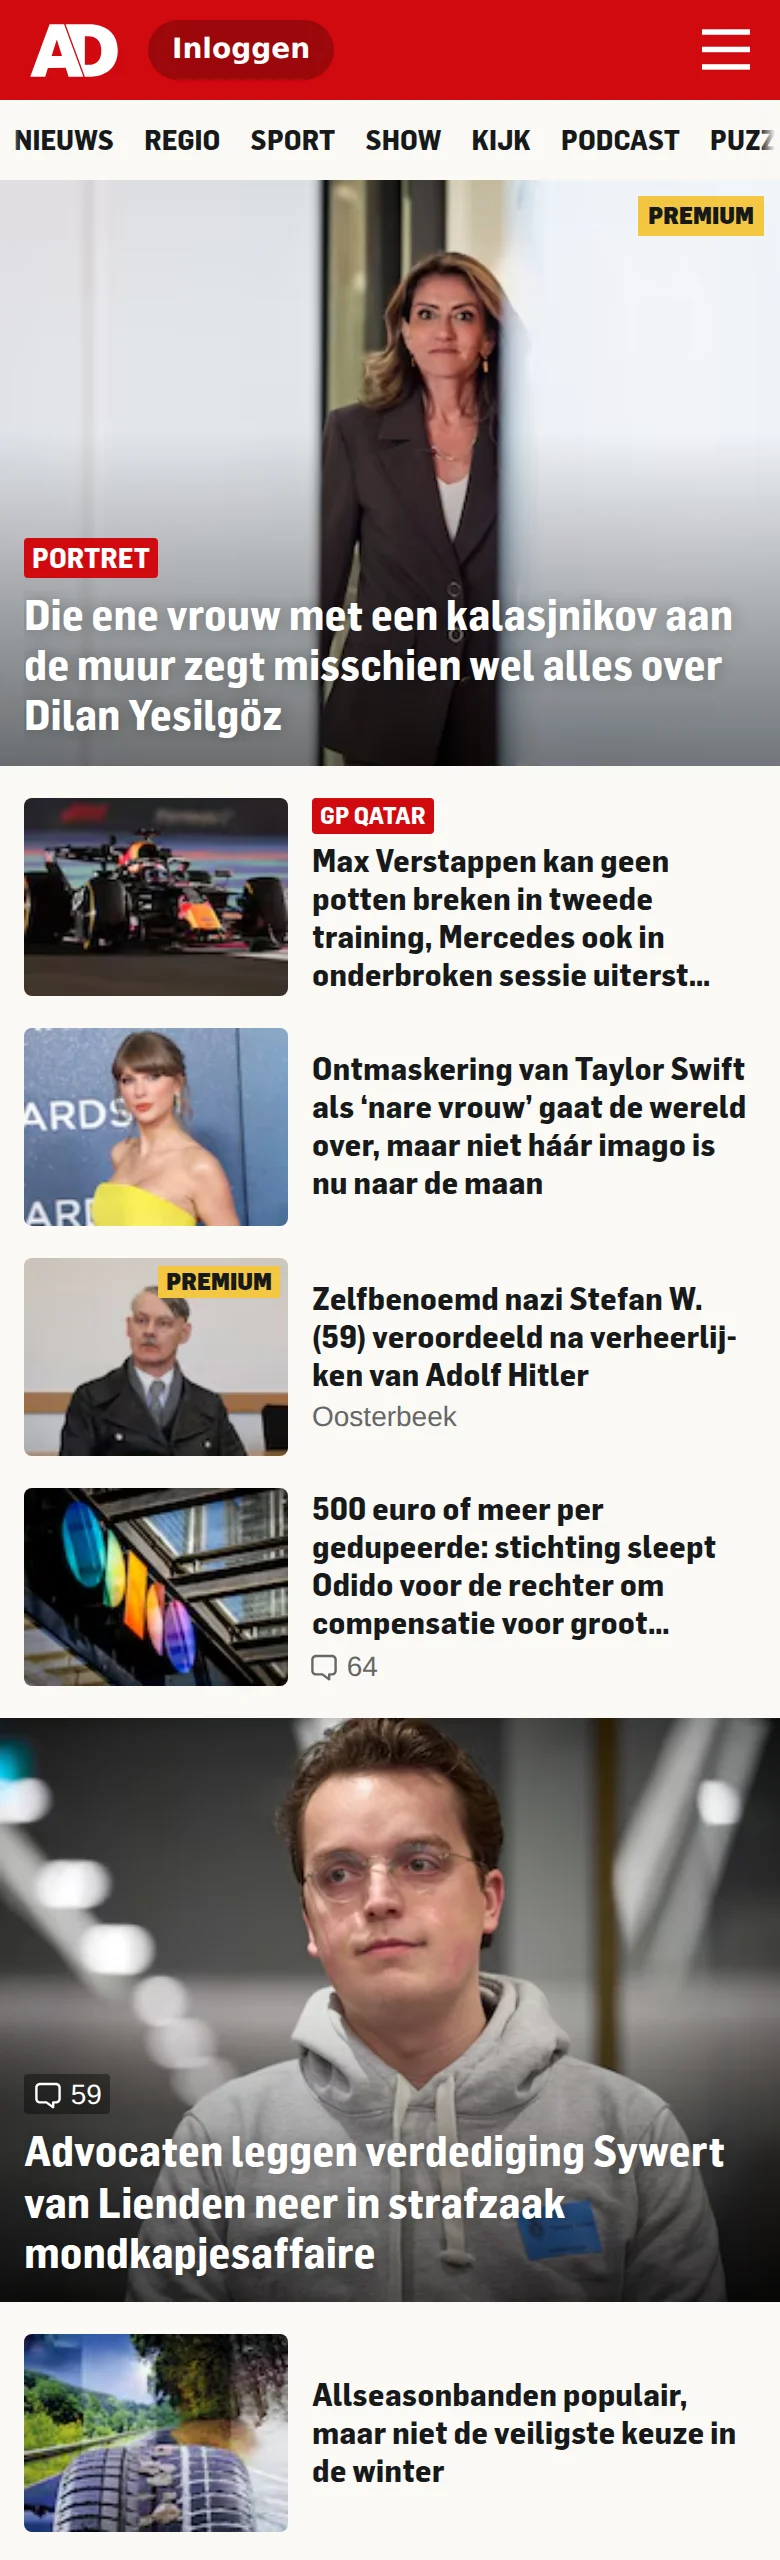 AD
Inloggen
NIEUWS REGIO SPORT SHOW KIJK PODCAST PUZZ
PREMIUM
PORTRET
Die ene vrouw met een kalasjnikov aan
de muur zegt misschien wel alles over
Dilan Yesilgöz
GP QATAR
Max Verstappen kan geen
potten breken in tweede
training, Mercedes ook in
onderbroken sessie uiterst...
ARDS
ARD
Ontmaskering van Taylor Swift
als ‘nare vrouw’ gaat de wereld
over, maar niet háár imago is
nu naar de maan
PREMIUM
Zelfbenoemd nazi Stefan W.
(59) veroordeeld na verheerlij-
ken van Adolf Hitler
Oosterbeek
500 euro of meer per
gedupeerde: stichting sleept
Odido voor de rechter om
compensatie voor groot...
64
59
Advocaten leggen verdediging Sywert
van Lienden neer in strafzaak
mondkapjesaffaire
Allseasonbanden populair,
maar niet de veiligste keuze in
de winter